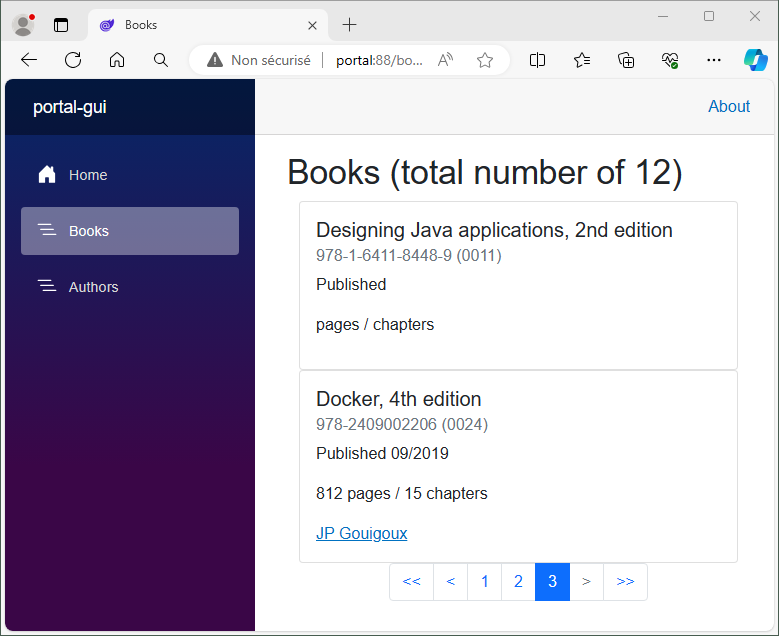 Books
Non sécurisé
portal:88/bo...
portal-gui
About
Home
Books
Authors
Books (total number of 12)
Designing Java applications, 2nd edition
978-1-6411-8448-9 (0011)
Published
pages / chapters
Docker, 4th edition
978-2409002206 (0024)
Published 09/2019
812 pages / 15 chapters
JP Gouigoux
<< < 1 2 3 > >>